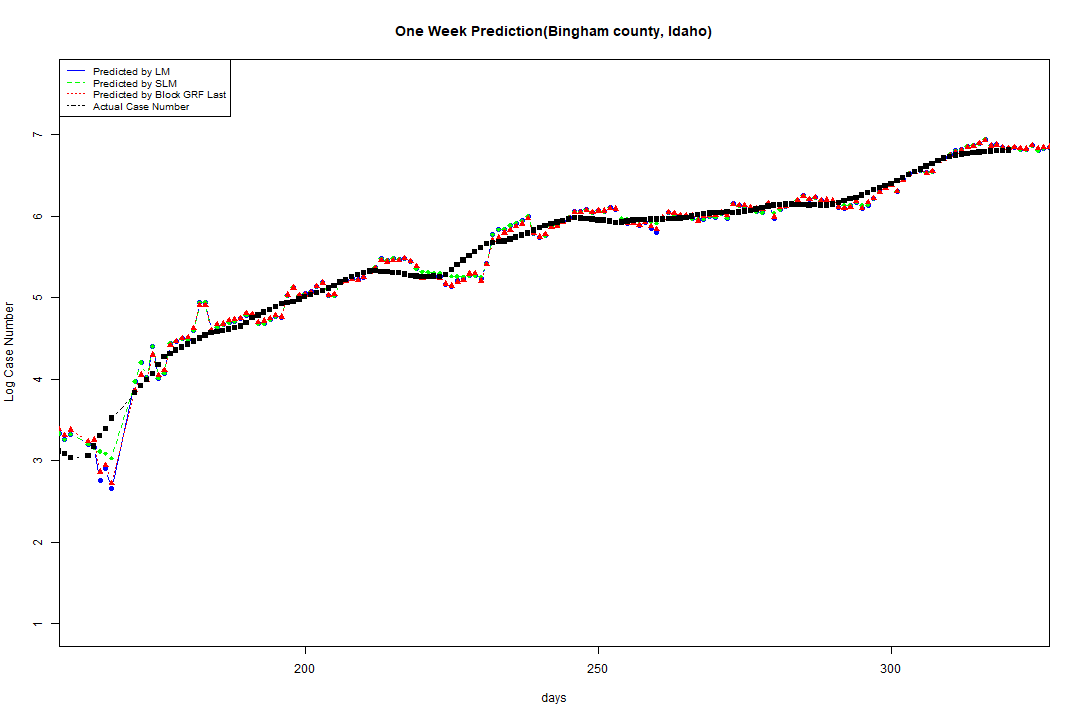 One Week Prediction(Bingham county, Idaho)
Predicted by LM
Predicted by SLM
Predicted by Block GRF Last
Actual Case Number
Log Case Number
7
6
5
4
3
2
1
200 250 300
days